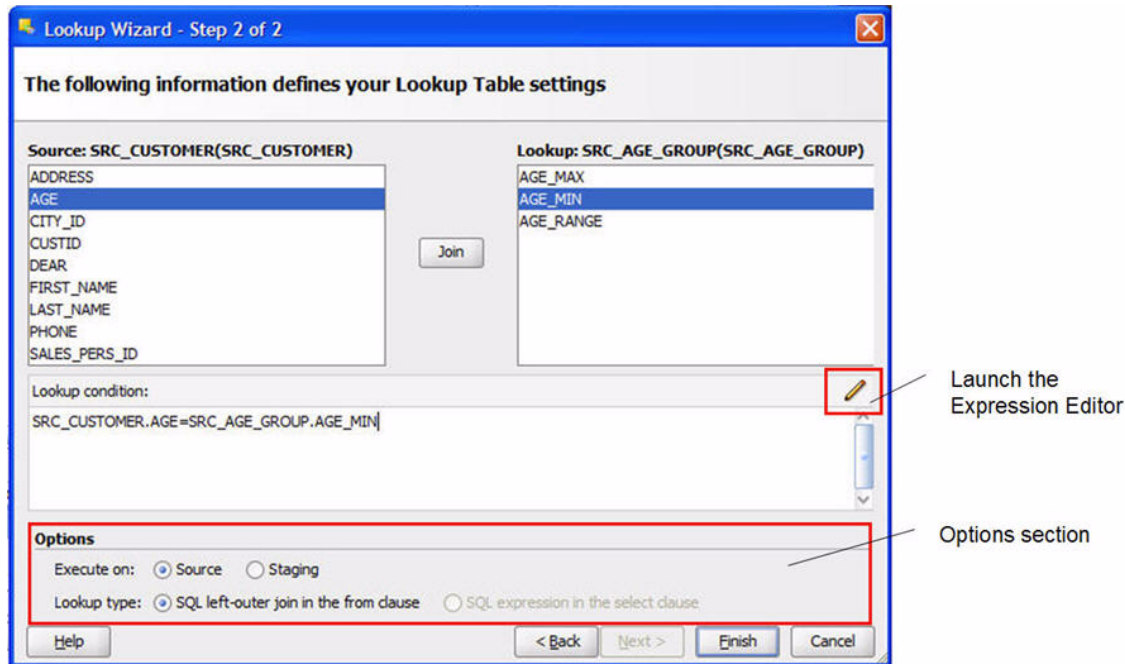 Lookup Wizard - Step 2 of 2
The following information defines your Lookup Table settings
Source: SRC_CUSTOMER(SRC_CUSTOMER)
Lookup: SRC_AGE_GROUP(SRC_AGE_GROUP)
ADDRESS
AGE
CITY_ID
CUSTID
DEAR
FIRST_NAME
LAST_NAME
PHONE
SALES_PERS_ID
Join
AGE_MAX
AGE_MIN
AGE_RANGE
Lookup condition:
SRC_CUSTOMER.AGE=SRC_AGE_GROUP.AGE_MIN
Launch the
Expression Editor
Options
Options section
Execute on: Source Staging
Lookup type: SQL left-outer join in the from clause SQL expression in the select clause
Help < Back Next > Finish Cancel